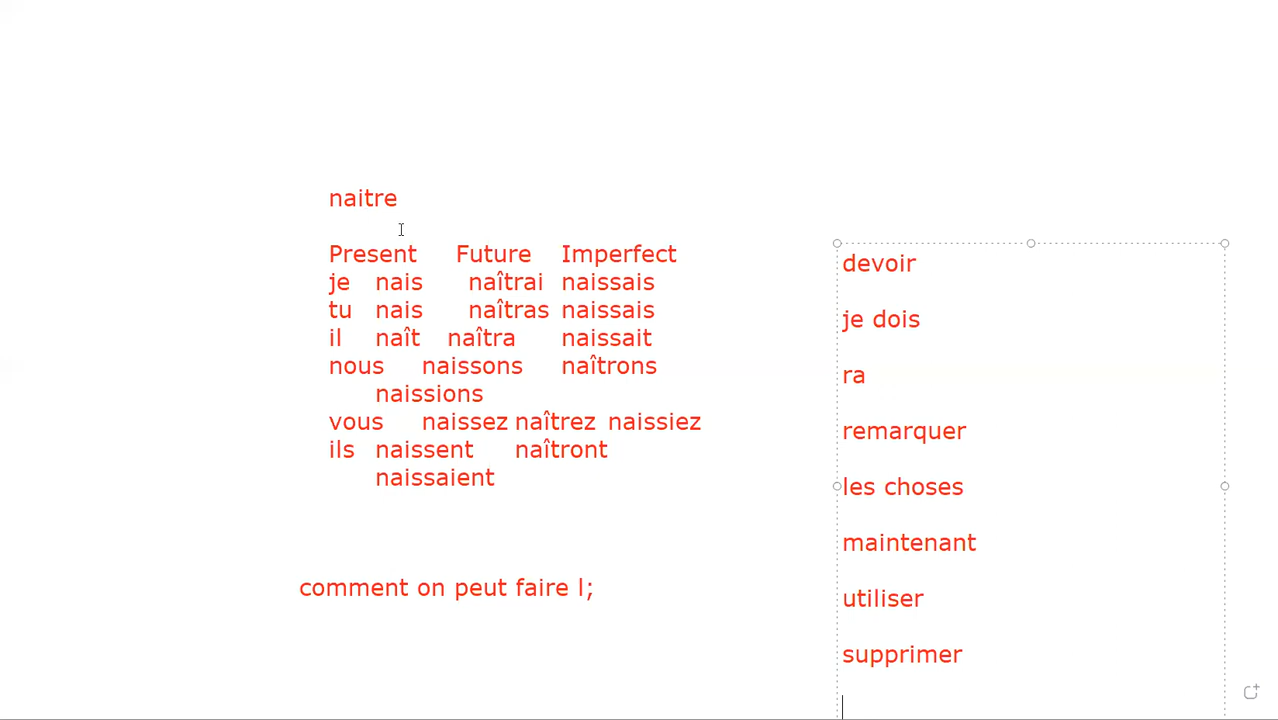 naitre
Present Future Imperfect
je nais naîtrai naissais
tu nais naîtras naissais
il naît naîtra naissait
nous naissons naîtrons
naissions
vous naissez naîtrez naissiez
ils naissent naîtront
naissaient
comment on peut faire l;
devoir
je dois
ra
remarquer
les choses
maintenant
utiliser
supprimer